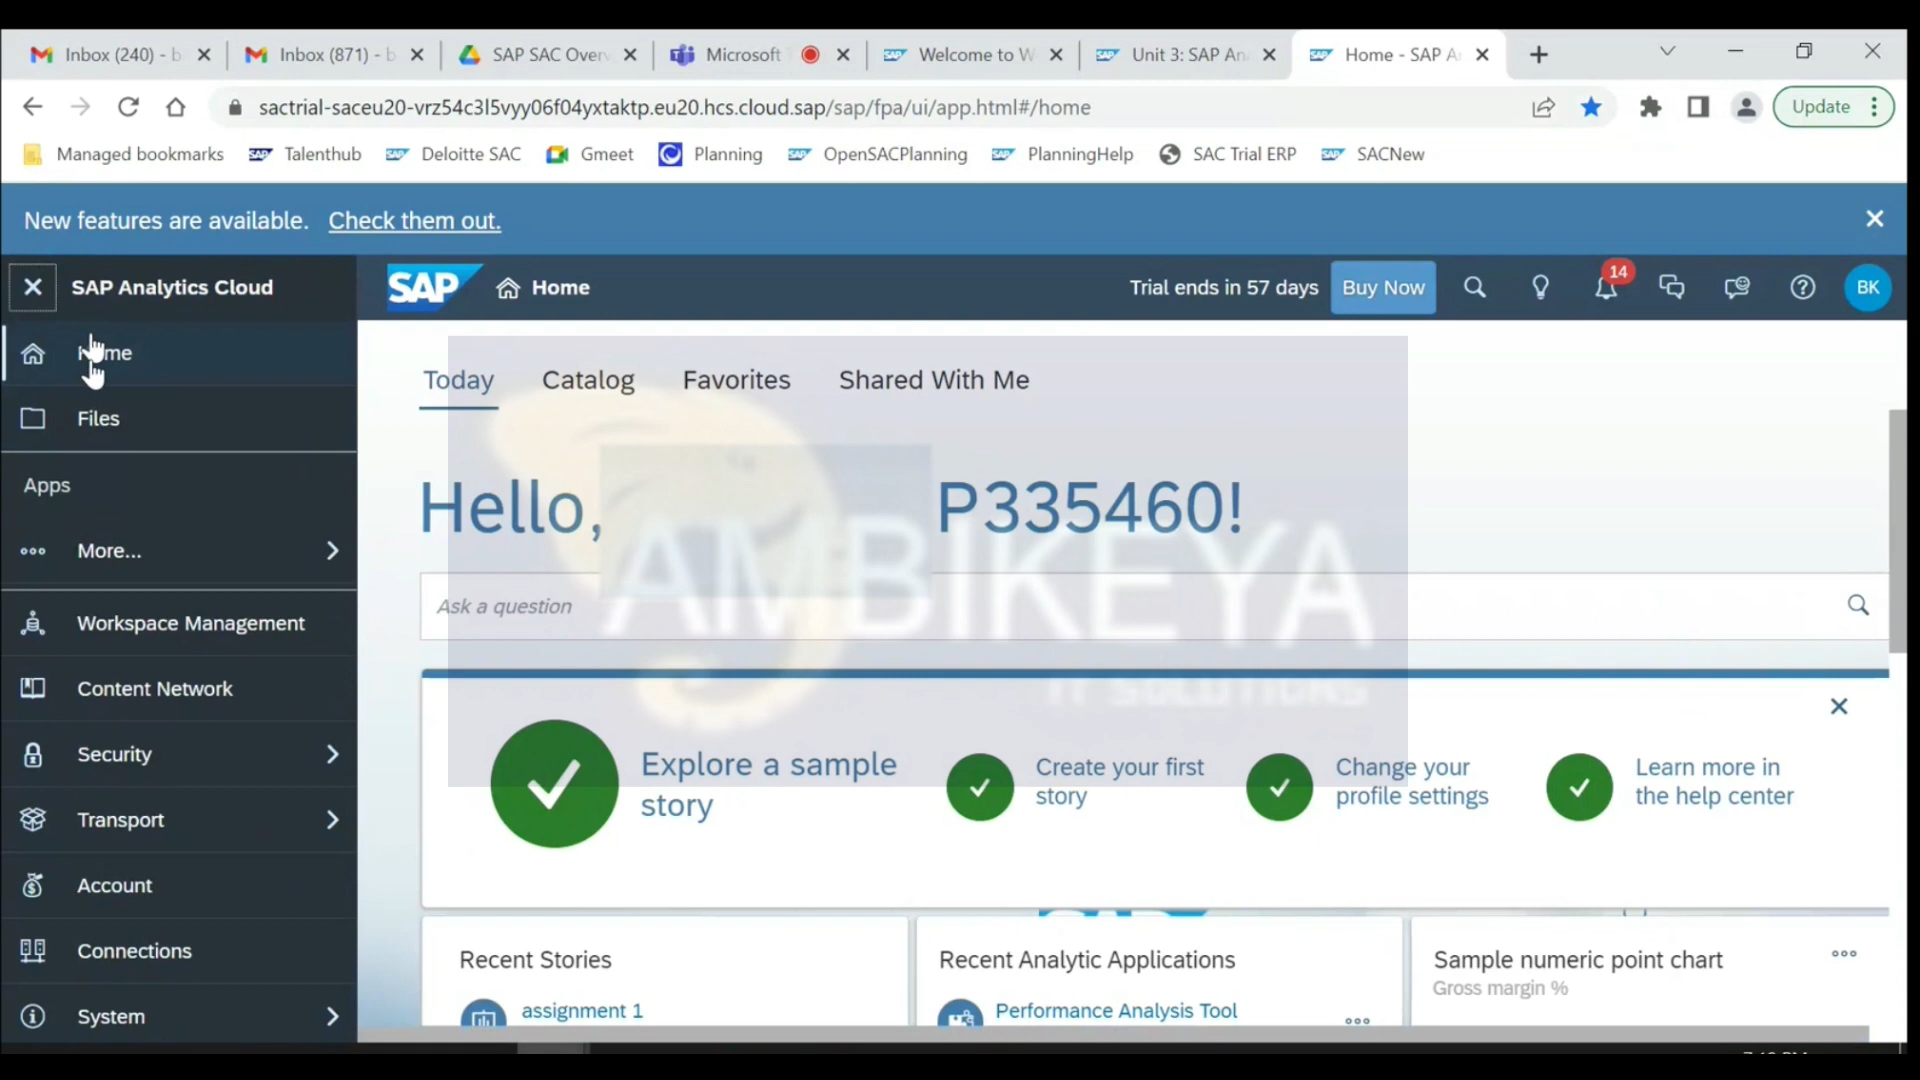 Inbox (240) - b
Inbox (871) - b
SAP SAC Over
Microsoft
Welcome to W
Unit 3: SAP An
Home - SAP A
sactrial-saceu20-vrz54c3l5vyy06f04yxtaktp.eu20.hcs.cloud.sap/sap/fpa/ui/app.html#/home
Update
Managed bookmarks
Talenthub
Deloitte SAC
Gmeet
Planning
OpenSACPlanning
PlanningHelp
SAC Trial ERP
SACNew
New features are available. Check them out.
SAP Analytics Cloud
SAP
Home
Trial ends in 57 days
Buy Now
14
BK
Home
Files
Apps
More...
Workspace Management
Content Network
Security
Transport
Account
Connections
System
Today
Catalog
Favorites
Shared With Me
Hello, P335460!
AMBIKEYA
IT SOLUTIONS
Ask a question
Explore a sample
story
Create your first
story
Change your
profile settings
Learn more in
the help center
Recent Stories
assignment 1
Recent Analytic Applications
Performance Analysis Tool
Sample numeric point chart
Gross margin %